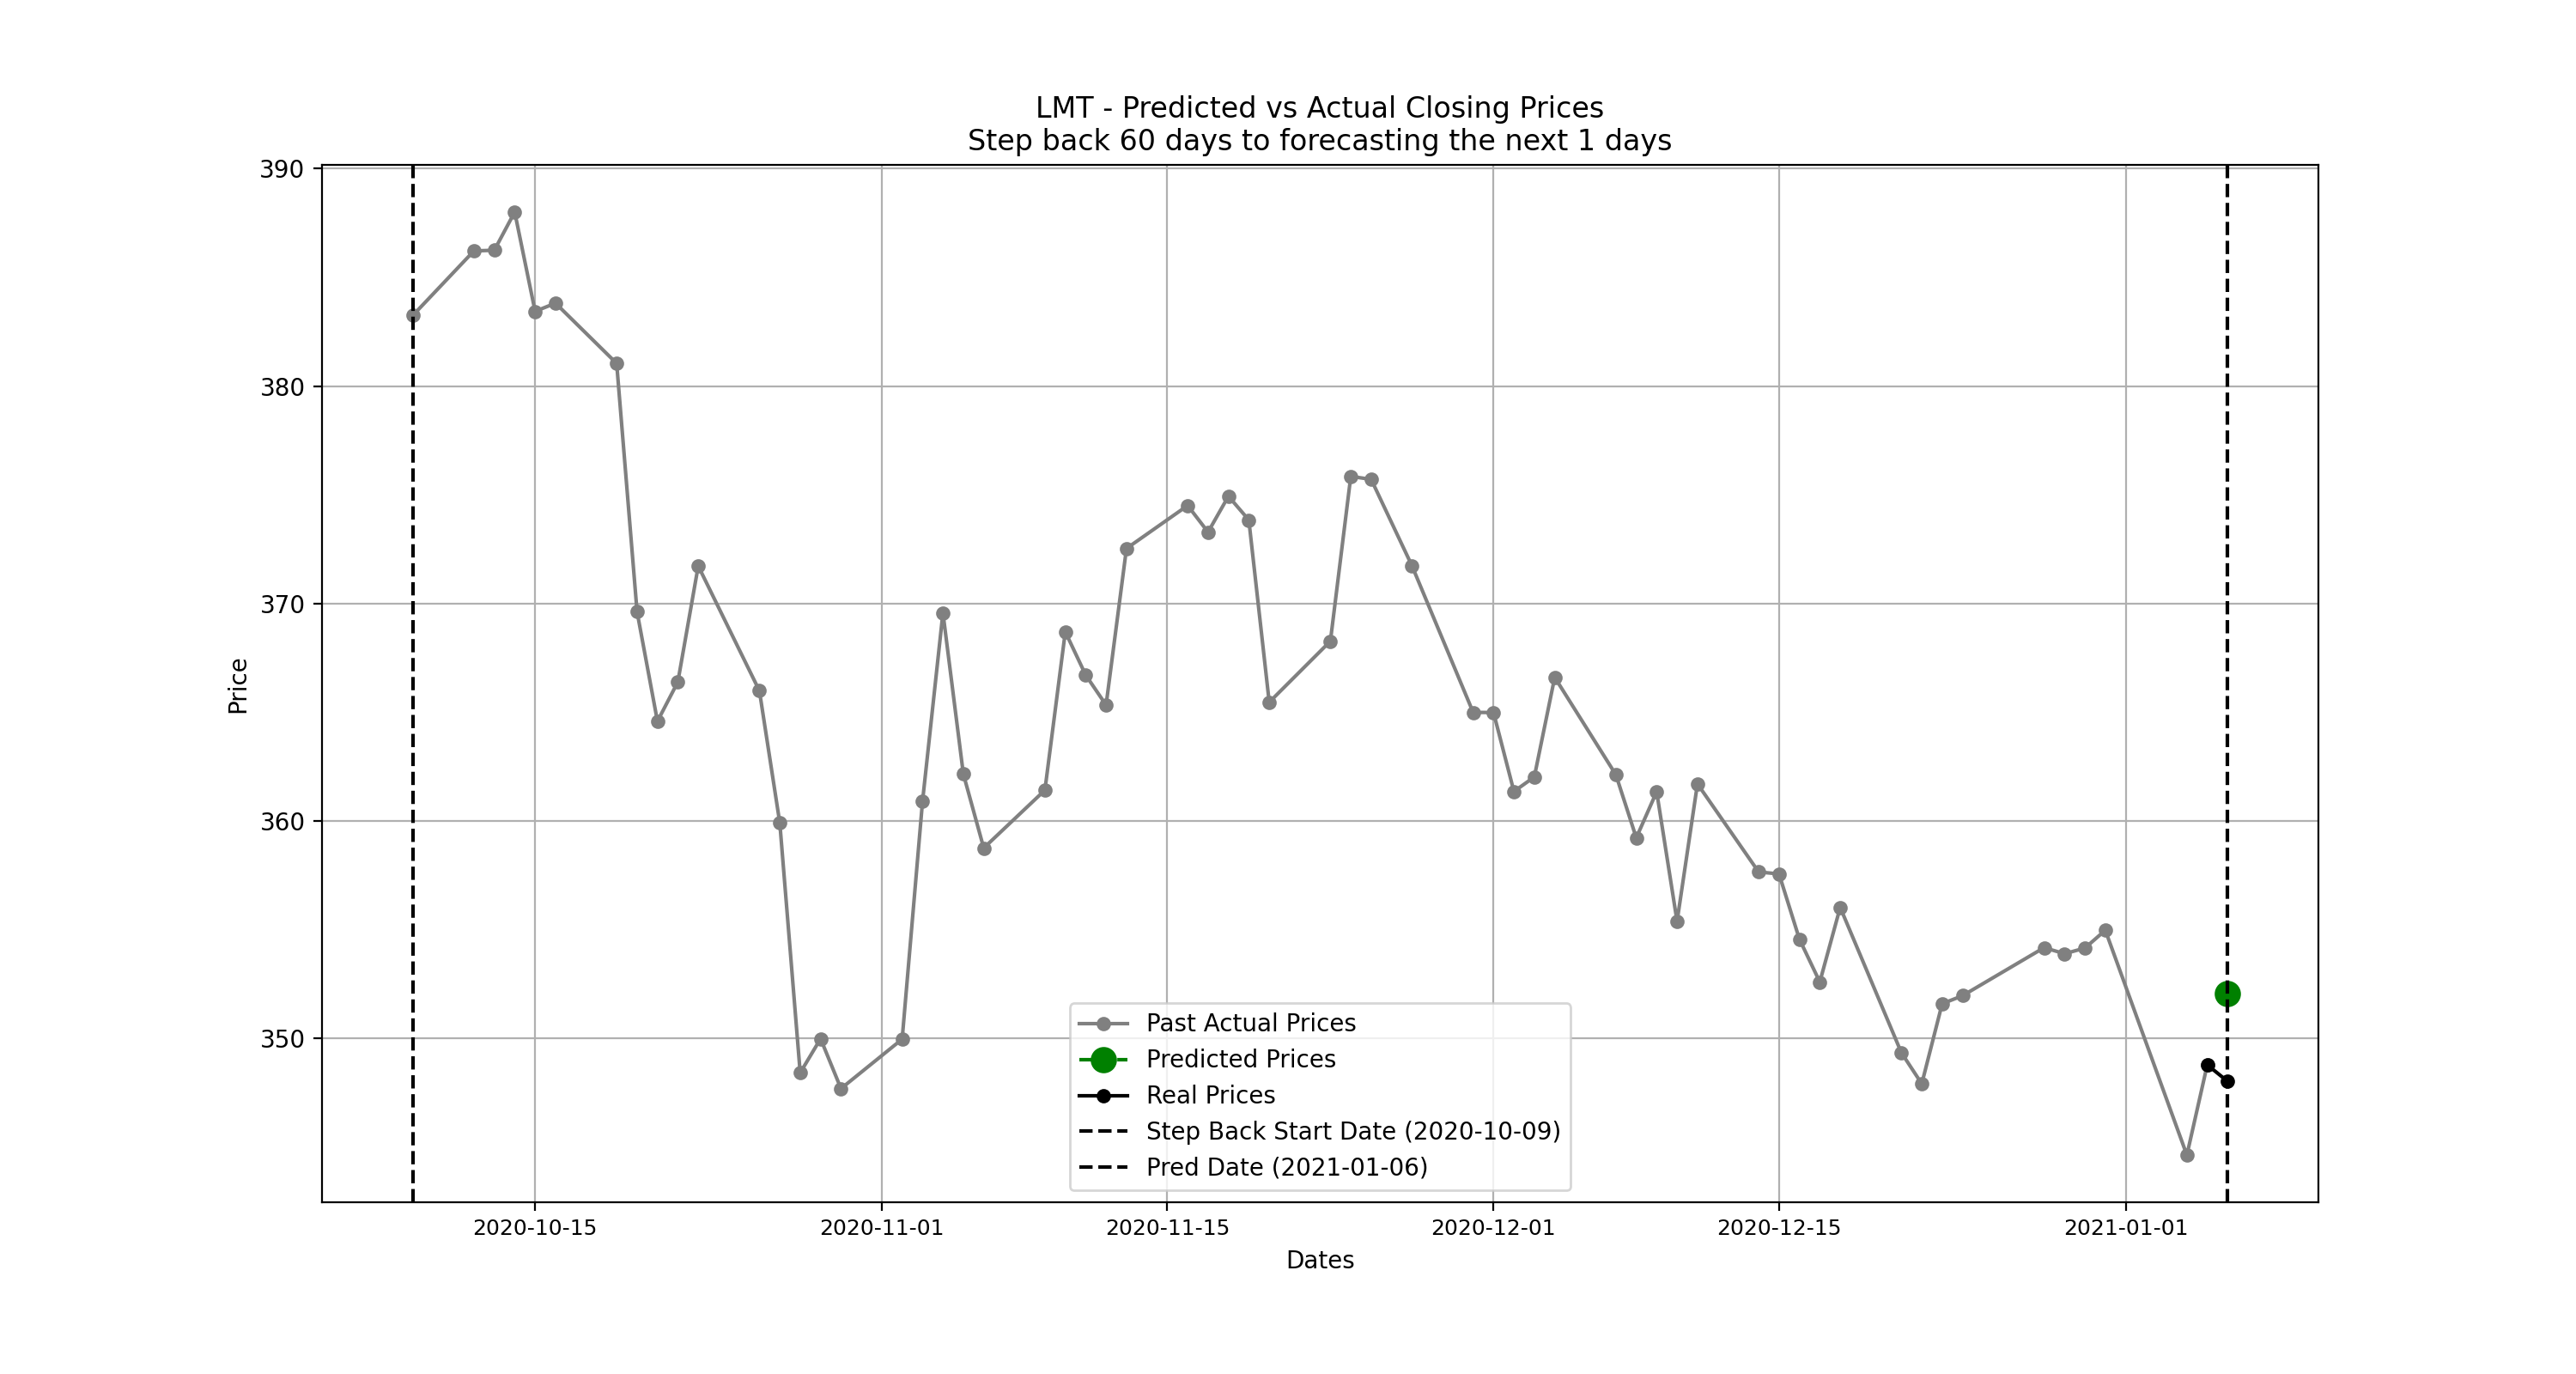 LMT - Predicted vs Actual Closing Prices
Step back 60 days to forecasting the next 1 days
390
380
370
360
350
Price
Past Actual Prices
Predicted Prices
Real Prices
Step Back Start Date (2020-10-09)
Pred Date (2021-01-06)
2020-10-15
2020-11-01
2020-11-15
2020-12-01
2020-12-15
2021-01-01
Dates